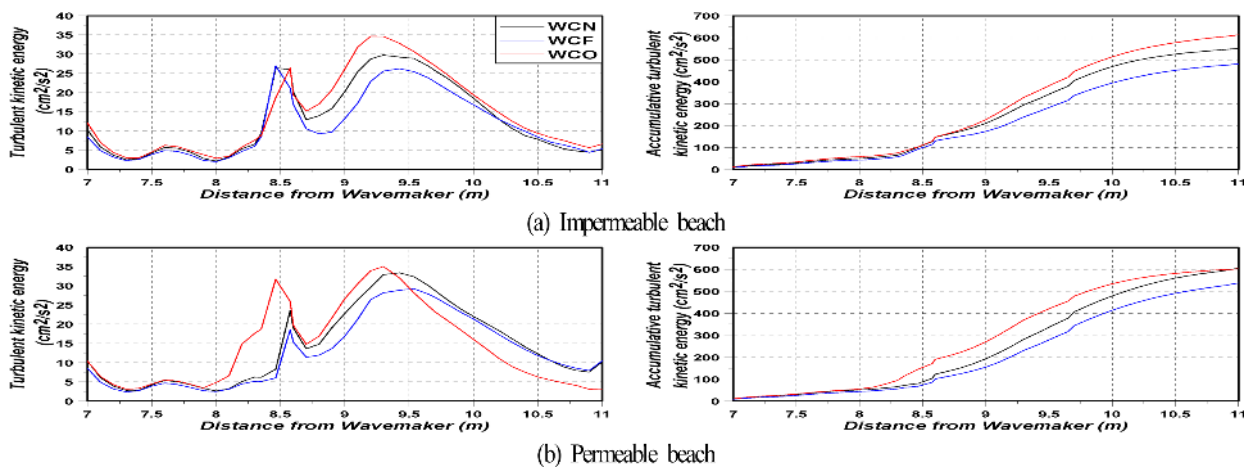 Turbulent kinetic energy
(cm2/s2)
40
35
30
25
20
15
10
5
0
WCN
WCF
WCO
7 7.5 8 8.5 9 9.5 10 10.5 11
Distance from Wavemaker (m)
Accumulative turbulent
kinetic energy (cm2/s2)
700
600
500
400
300
200
100
0
7 7.5 8 8.5 9 9.5 10 10.5 11
Distance from Wavemaker (m)
(a) Impermeable beach
Turbulent kinetic energy
(cm2/s2)
40
35
30
25
20
15
10
5
0
7 7.5 8 8.5 9 9.5 10 10.5 11
Distance from Wavemaker (m)
Accumulative turbulent
kinetic energy (cm2/s2)
700
600
500
400
300
200
100
0
7 7.5 8 8.5 9 9.5 10 10.5 11
Distance from Wavemaker (m)
(b) Permeable beach